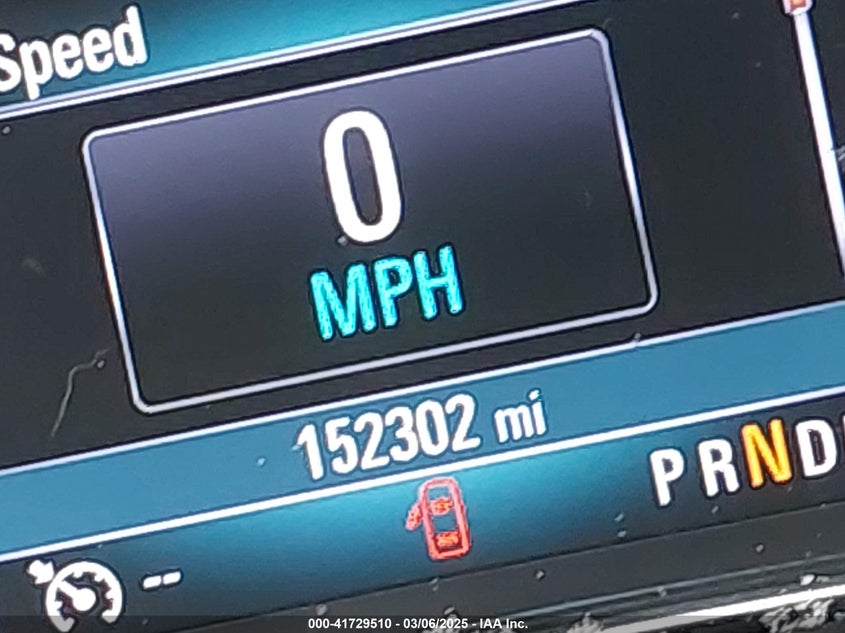 Speed
0
MPH
152302 mi
PRND
--
000-41729510 - 03/06/2025 - IAA Inc.